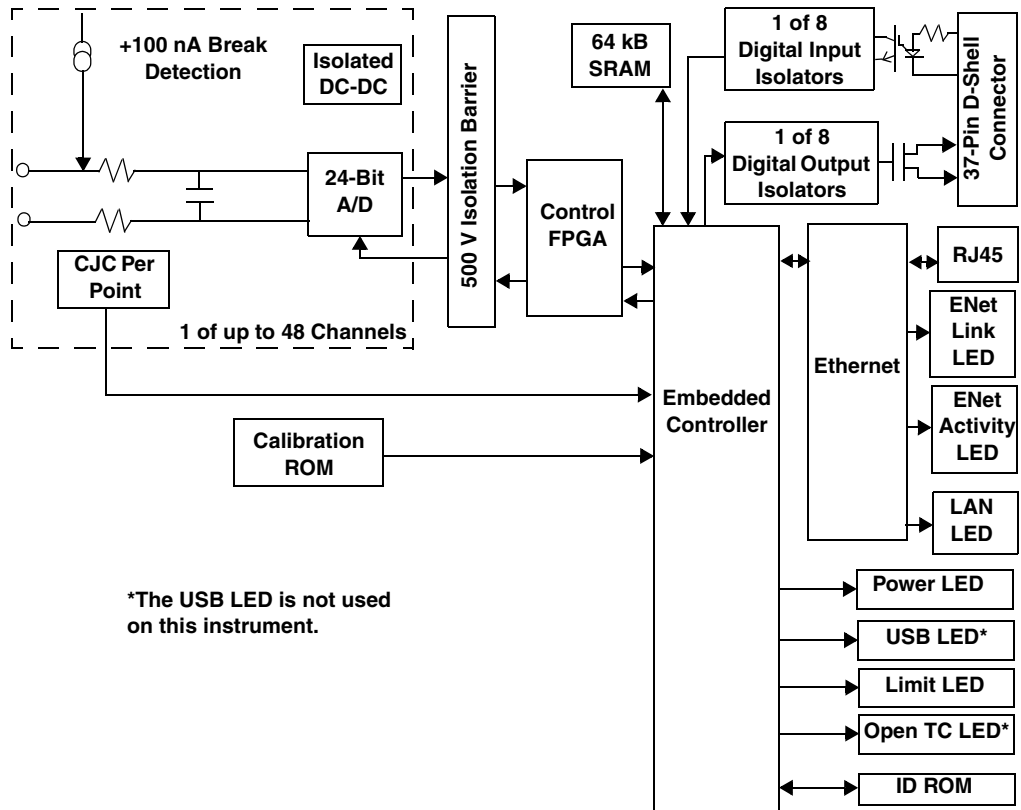 +100 nA Break
Detection
Isolated
DC-DC
24-Bit
A/D
CJC Per
Point
1 of up to 48 Channels
500 V Isolation Barrier
Control
FPGA
64 kB
SRAM
1 of 8
Digital Input
Isolators
1 of 8
Digital Output
Isolators
37-Pin D-Shell
Connector
Embedded
Controller
Calibration
ROM
Ethernet
RJ45
ENet
Link
LED
ENet
Activity
LED
LAN
LED
Power LED
USB LED*
Limit LED
Open TC LED*
ID ROM
*The USB LED is not used
on this instrument.